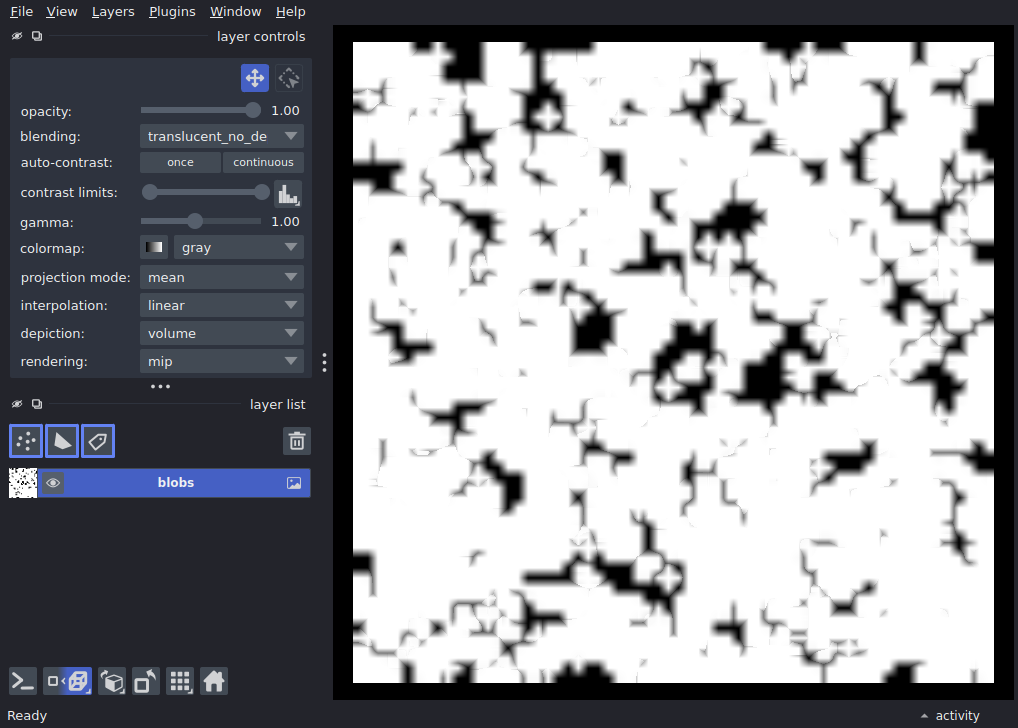 File View Layers Plugins Window Help
layer controls
opacity: 1.00
blending: translucent_no_de
auto-contrast: once continuous
contrast limits:
gamma: 1.00
colormap: gray
projection mode: mean
interpolation: linear
depiction: volume
rendering: mip
layer list
blobs
Ready activity